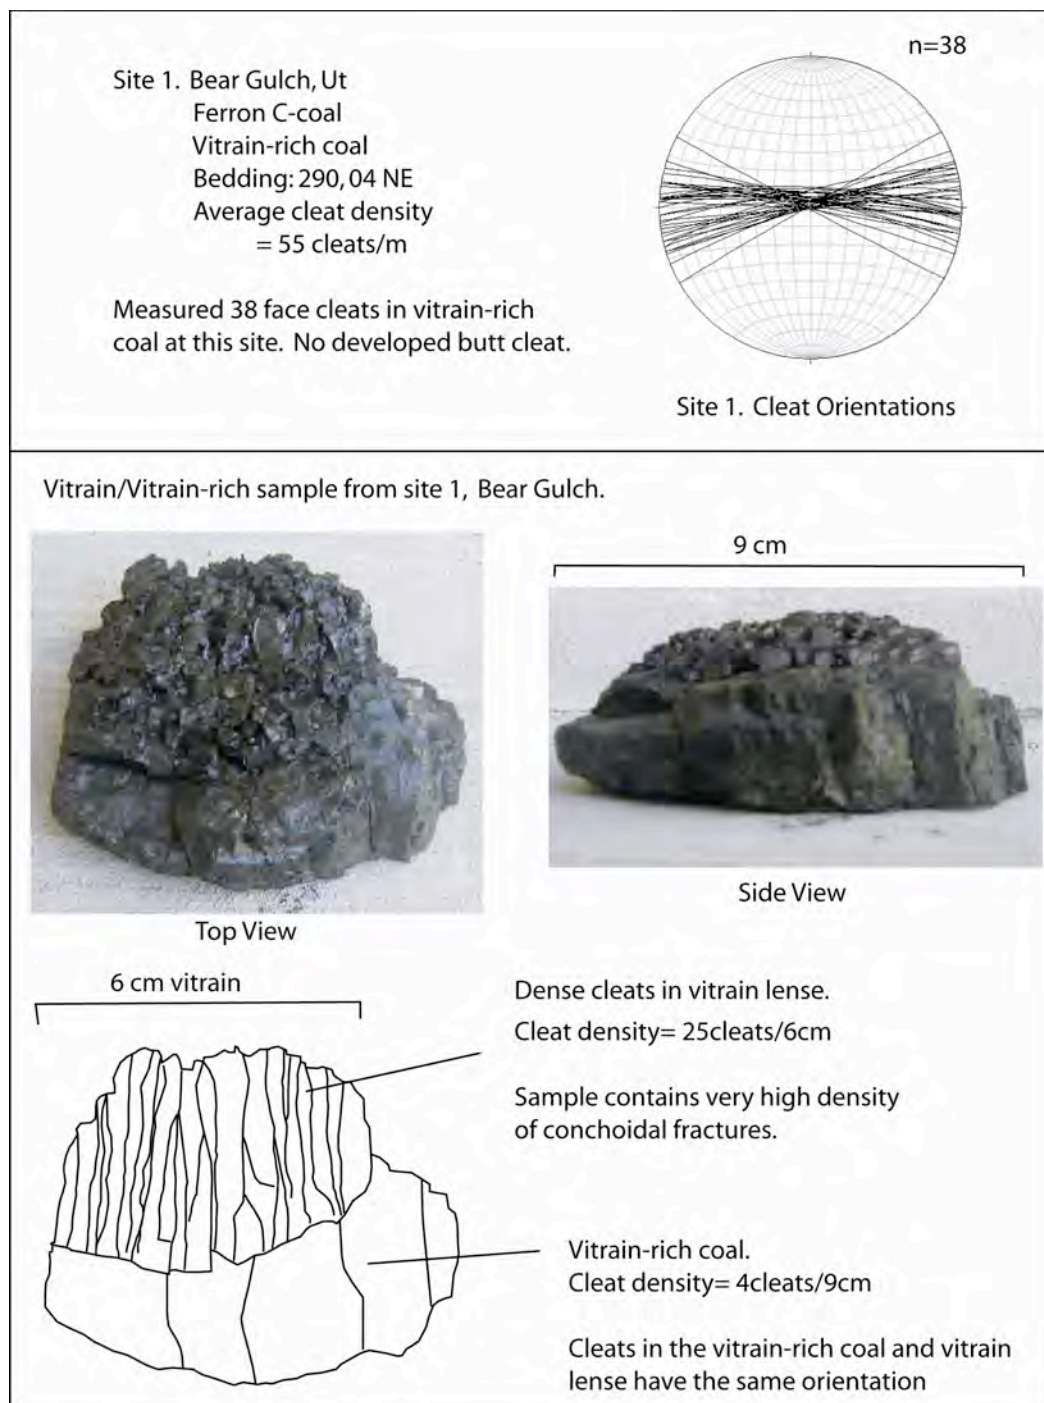 n=38
Site 1. Bear Gulch, Ut
Ferron C-coal
Vitrain-rich coal
Bedding: 290, 04 NE
Average cleat density
= 55 cleats/m
Measured 38 face cleats in vitrain-rich
coal at this site. No developed butt cleat.
Site 1. Cleat Orientations
Vitrain/Vitrain-rich sample from site 1, Bear Gulch.
9 cm
Side View
Top View
6 cm vitrain
Dense cleats in vitrain lense.
Cleat density= 25cleats/6cm
Sample contains very high density
of conchoidal fractures.
Vitrain-rich coal.
Cleat density= 4cleats/9cm
Cleats in the vitrain-rich coal and vitrain
lense have the same orientation